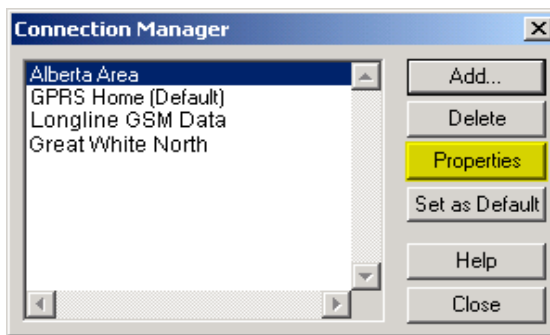 Connection Manager
Alberta Area
GPRS Home (Default)
Longline GSM Data
Great White North
Add...
Delete
Properties
Set as Default
Help
Close